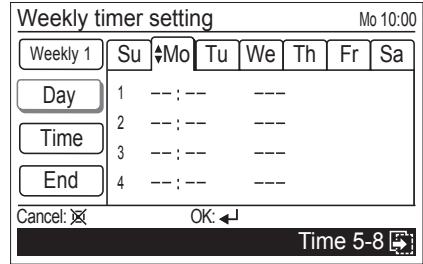 Weekly timer setting Mo 10:00
Weekly 1 Su Mo Tu We Th Fr Sa
Day 1 --:-- ---
2 --:-- ---
Time
3 --:-- ---
End 4 --:-- ---
Cancel: OK:
Time 5-8